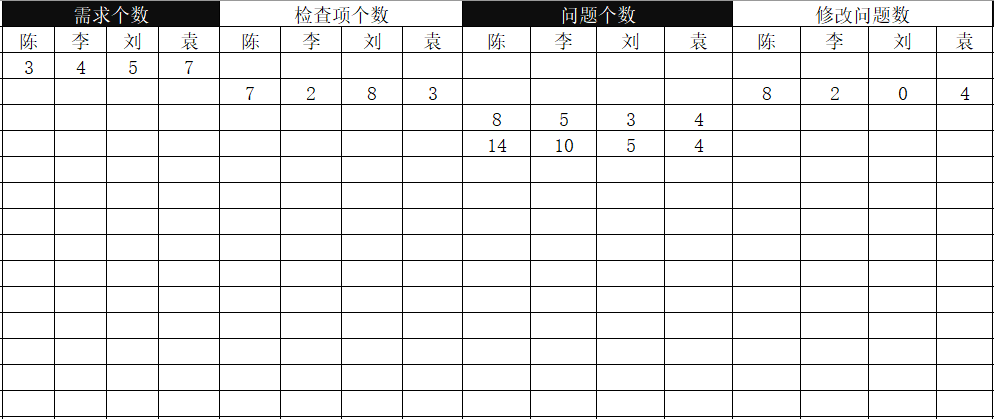 需求个数 检查项个数 问题个数 修改问题数
陈 李 刘 袁 陈 李 刘 袁 陈 李 刘 袁 陈 李 刘 袁
3 4 5 7
7 2 8 3 8 2 0 4
8 5 3 4
14 10 5 4